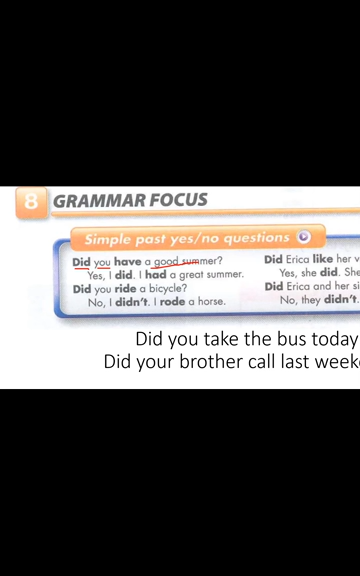 8 GRAMMAR FOCUS
Simple past yes/no questions
Did you have a good summer?
Yes, I did. I had a great summer.
Did you ride a bicycle?
No, I didn't. I rode a horse.
Did Erica like her
Yes, she did. She
Did Erica and her
No, they didn't.
Did you take the bus today
Did your brother call last